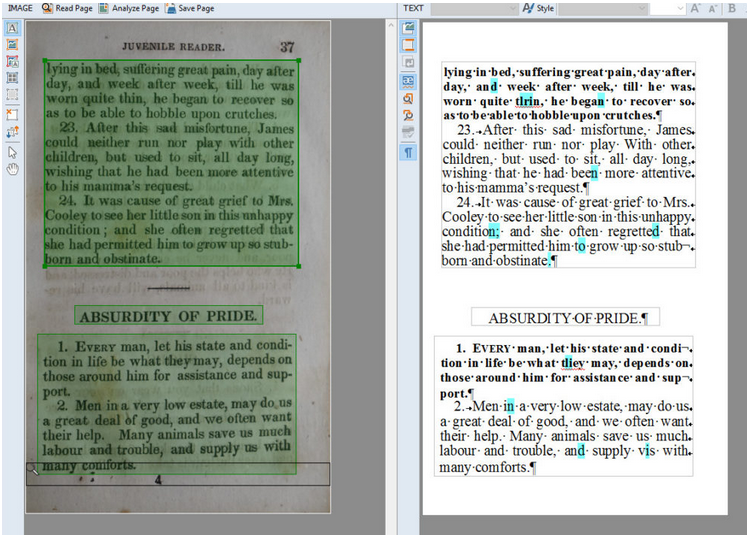 IMAGE Read Page Analyze Page Save Page
JUVENILE READER. 37
lying in bed, suffering great pain, day after
day, and week after week, till he was
worn quite thin, he began to recover so
as to be able to hobble upon crutches.
23. After this sad misfortune, James
could neither run nor play with other
children, but used to sit, all day long,
wishing that he had been more attentive
to his mamma's request.
24. It was cause of great grief to Mrs.
Cooley to see her little son in this unhappy
condition; and she often regretted that
she had permitted him to grow up so stub-
born and obstinate.
ABSURDITY OF PRIDE.
1. EVERY man, let his state and condi-
tion in life be what they may, depends on
those around him for assistance and sup-
port.
2. Men in a very low estate, may do us
a great deal of good, and we often want
their help. Many animals save us much
labour and trouble, and supply us with
many comforts.
4
TEXT Style A A B
lying in bed, suffering great pain, day after
day, and week after week, till he was
worn quite tlrin, he began to recover so
as to be able to hobble upon crutches.¶
23. After this sad misfortune, James
could neither run nor play With other
children, but used to sit, all day long,
wishing that he had been more attentive
to his mamma's request.¶
24. It was cause of great grief to Mrs.
Cooley to see her little son in this unhappy
condition; and she often regretted that
she had permitted him to grow up so stub¬
born and obstinate.¶
ABSURDITY OF PRIDE.¶
1. EVERY man, let his state and condi¬
tion in life be what tliey may, depends on
those around him for assistance and sup¬
port.¶
2. Men in a very low estate, may do us
a great deal of good, and we often want
their help. Many animals save us much
labour and trouble, and supply vis with
many comforts.¶